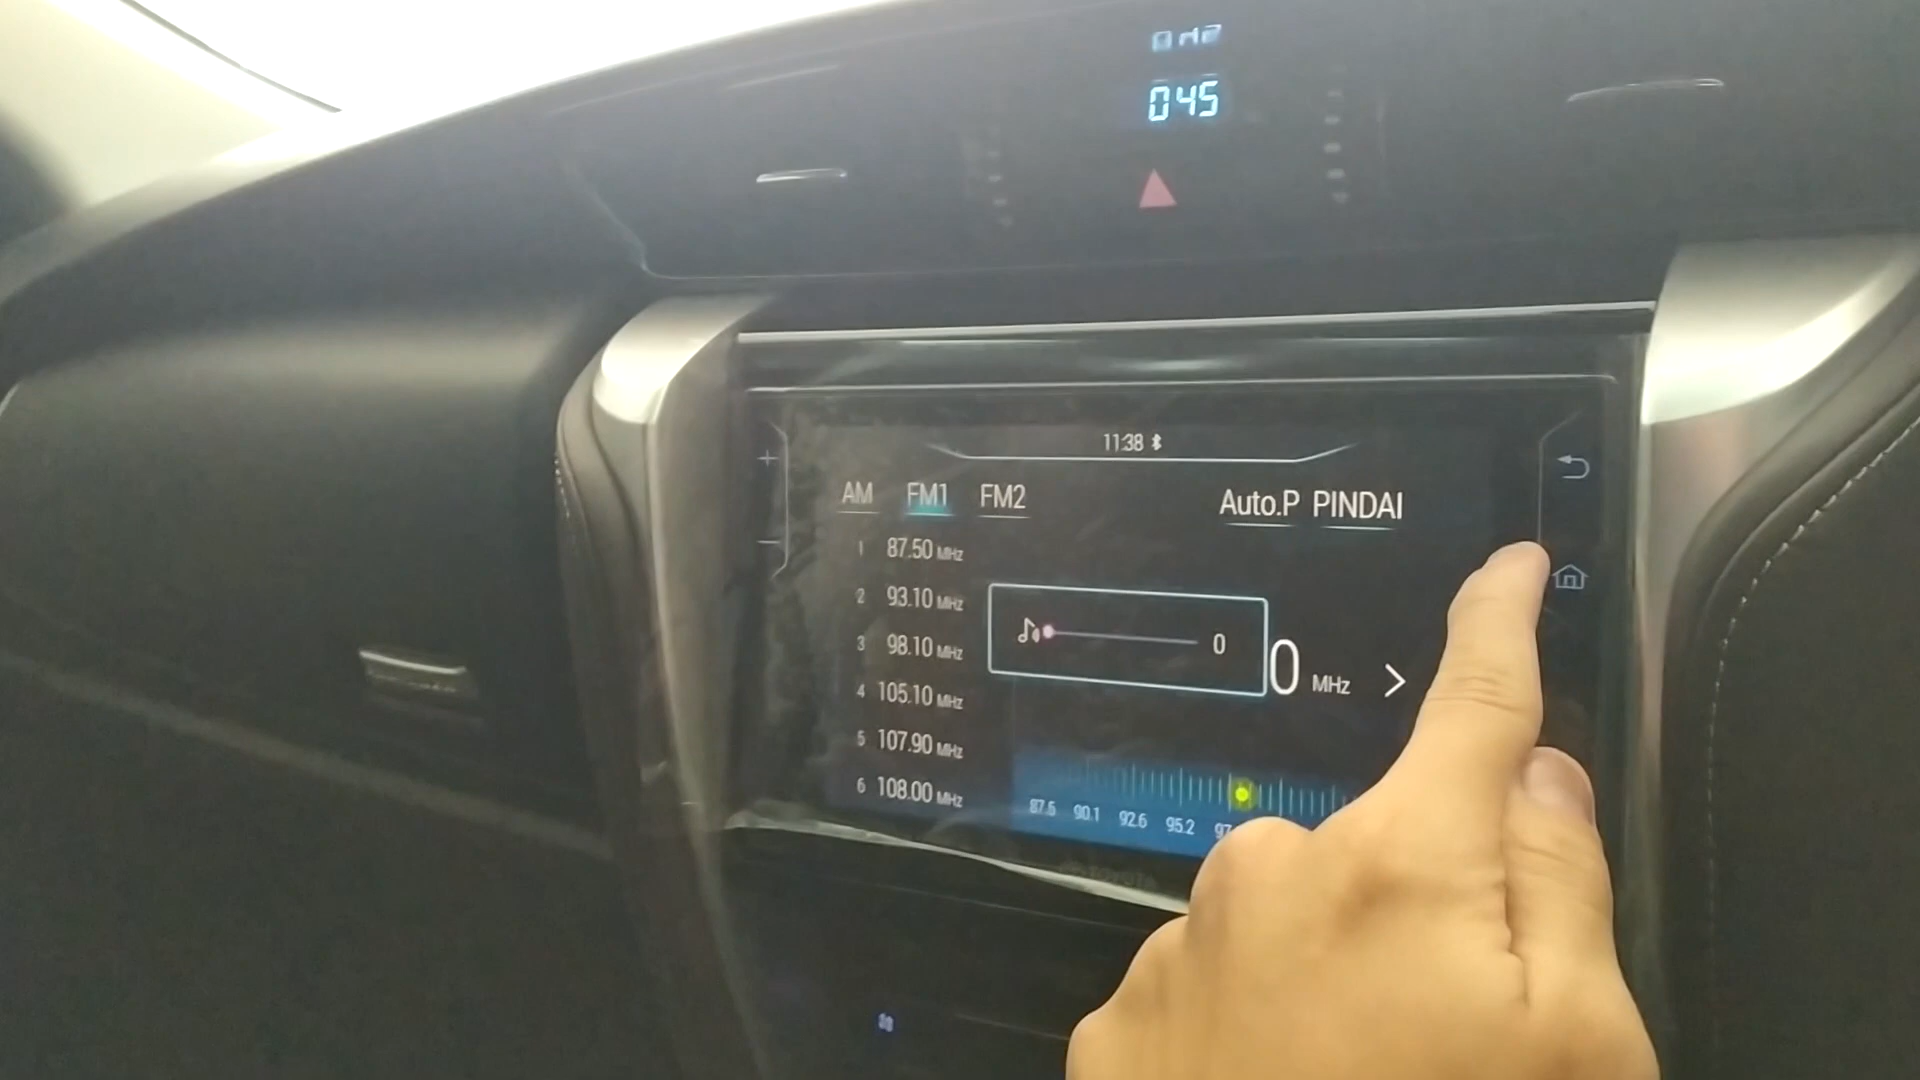 045
11:38
AM FM1 FM2 Auto.P PINDAI
1 87.50 MHz
2 93.10 MHz
3 98.10 MHz
4 105.10 MHz
5 107.90 MHz
6 108.00 MHz
0
0 MHz
87.5 90.1 92.6 95.2 97